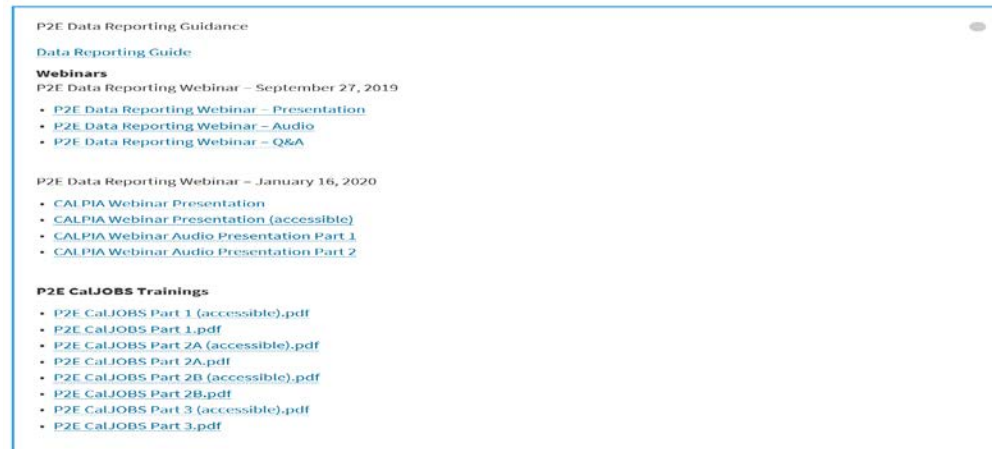 P2E Data Reporting Guidance
Data Reporting Guide
Webinars
P2E Data Reporting Webinar – September 27, 2019
• P2E Data Reporting Webinar – Presentation
• P2E Data Reporting Webinar – Audio
• P2E Data Reporting Webinar – Q&A
P2E Data Reporting Webinar – January 16, 2020
• CALPIA Webinar Presentation
• CALPIA Webinar Presentation (accessible)
• CALPIA Webinar Audio Presentation Part 1
• CALPIA Webinar Audio Presentation Part 2
P2E CalJOBS Trainings
• P2E CalJOBS Part 1 (accessible).pdf
• P2E CalJOBS Part 1.pdf
• P2E CalJOBS Part 2A (accessible).pdf
• P2E CalJOBS Part 2A.pdf
• P2E CalJOBS Part 2B (accessible).pdf
• P2E CalJOBS Part 2B.pdf
• P2E CalJOBS Part 3 (accessible).pdf
• P2E CalJOBS Part 3.pdf